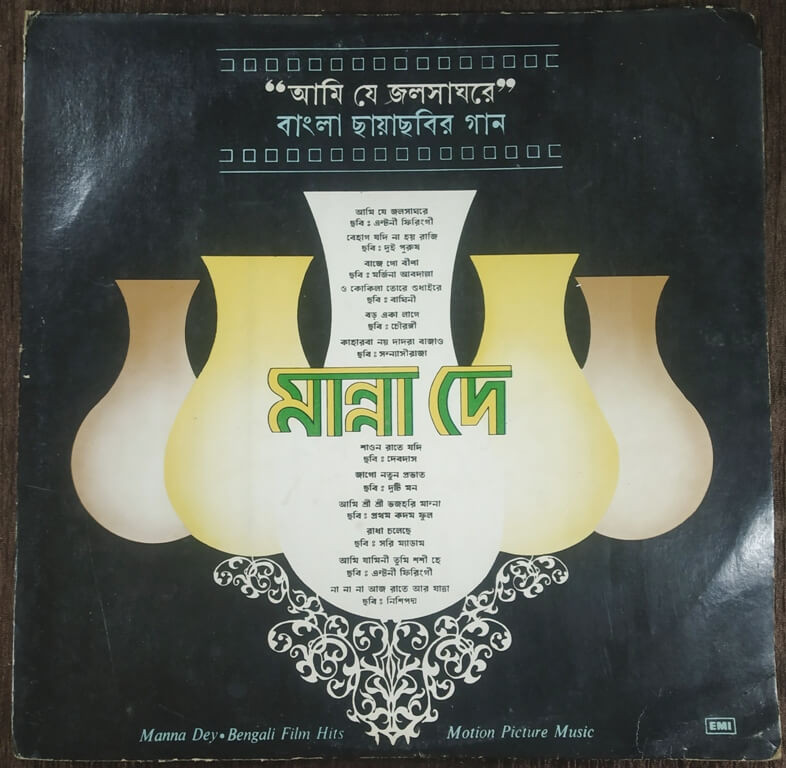 “আমি যে জলসাঘরে”
বাংলা ছায়াছবির গান
আমি যে জলসাঘরে
ছবি : এন্টনী ফিরিংগী
বেহাগ যদি না হয় রাজি
ছবি : দুই পুরুষ
বাজে গো বীণা
ছবি : মর্জিনা আবদাল্লা
ও কোকিলা তোরে শুধাইরে
ছবি : বাঘিনী
বড় একা লাগে
ছবি : চৌরঙ্গী
কাহারবা নয় দাদরা বাজাও
ছবি : সন্ন্যাসীরাজা
মান্না দে
শাওন রাতে যদি
ছবি : দেবদাস
জাগো নতুন প্রভাত
ছবি : দুষ্টি মন
আমি শ্রী শ্রী ভজহরি মান্না
ছবি : প্রথম কদম ফুল
রাধা চলেছে
ছবি : সরি ম্যাডাম
আমি যামিনী তুমি শশী হে
ছবি : এন্টনী ফিরিংগী
না না না আজ রাতে আর যাত্রা
ছবি : নিশিপদ্ম
Manna Dey • Bengali Film Hits
Motion Picture Music
EMI